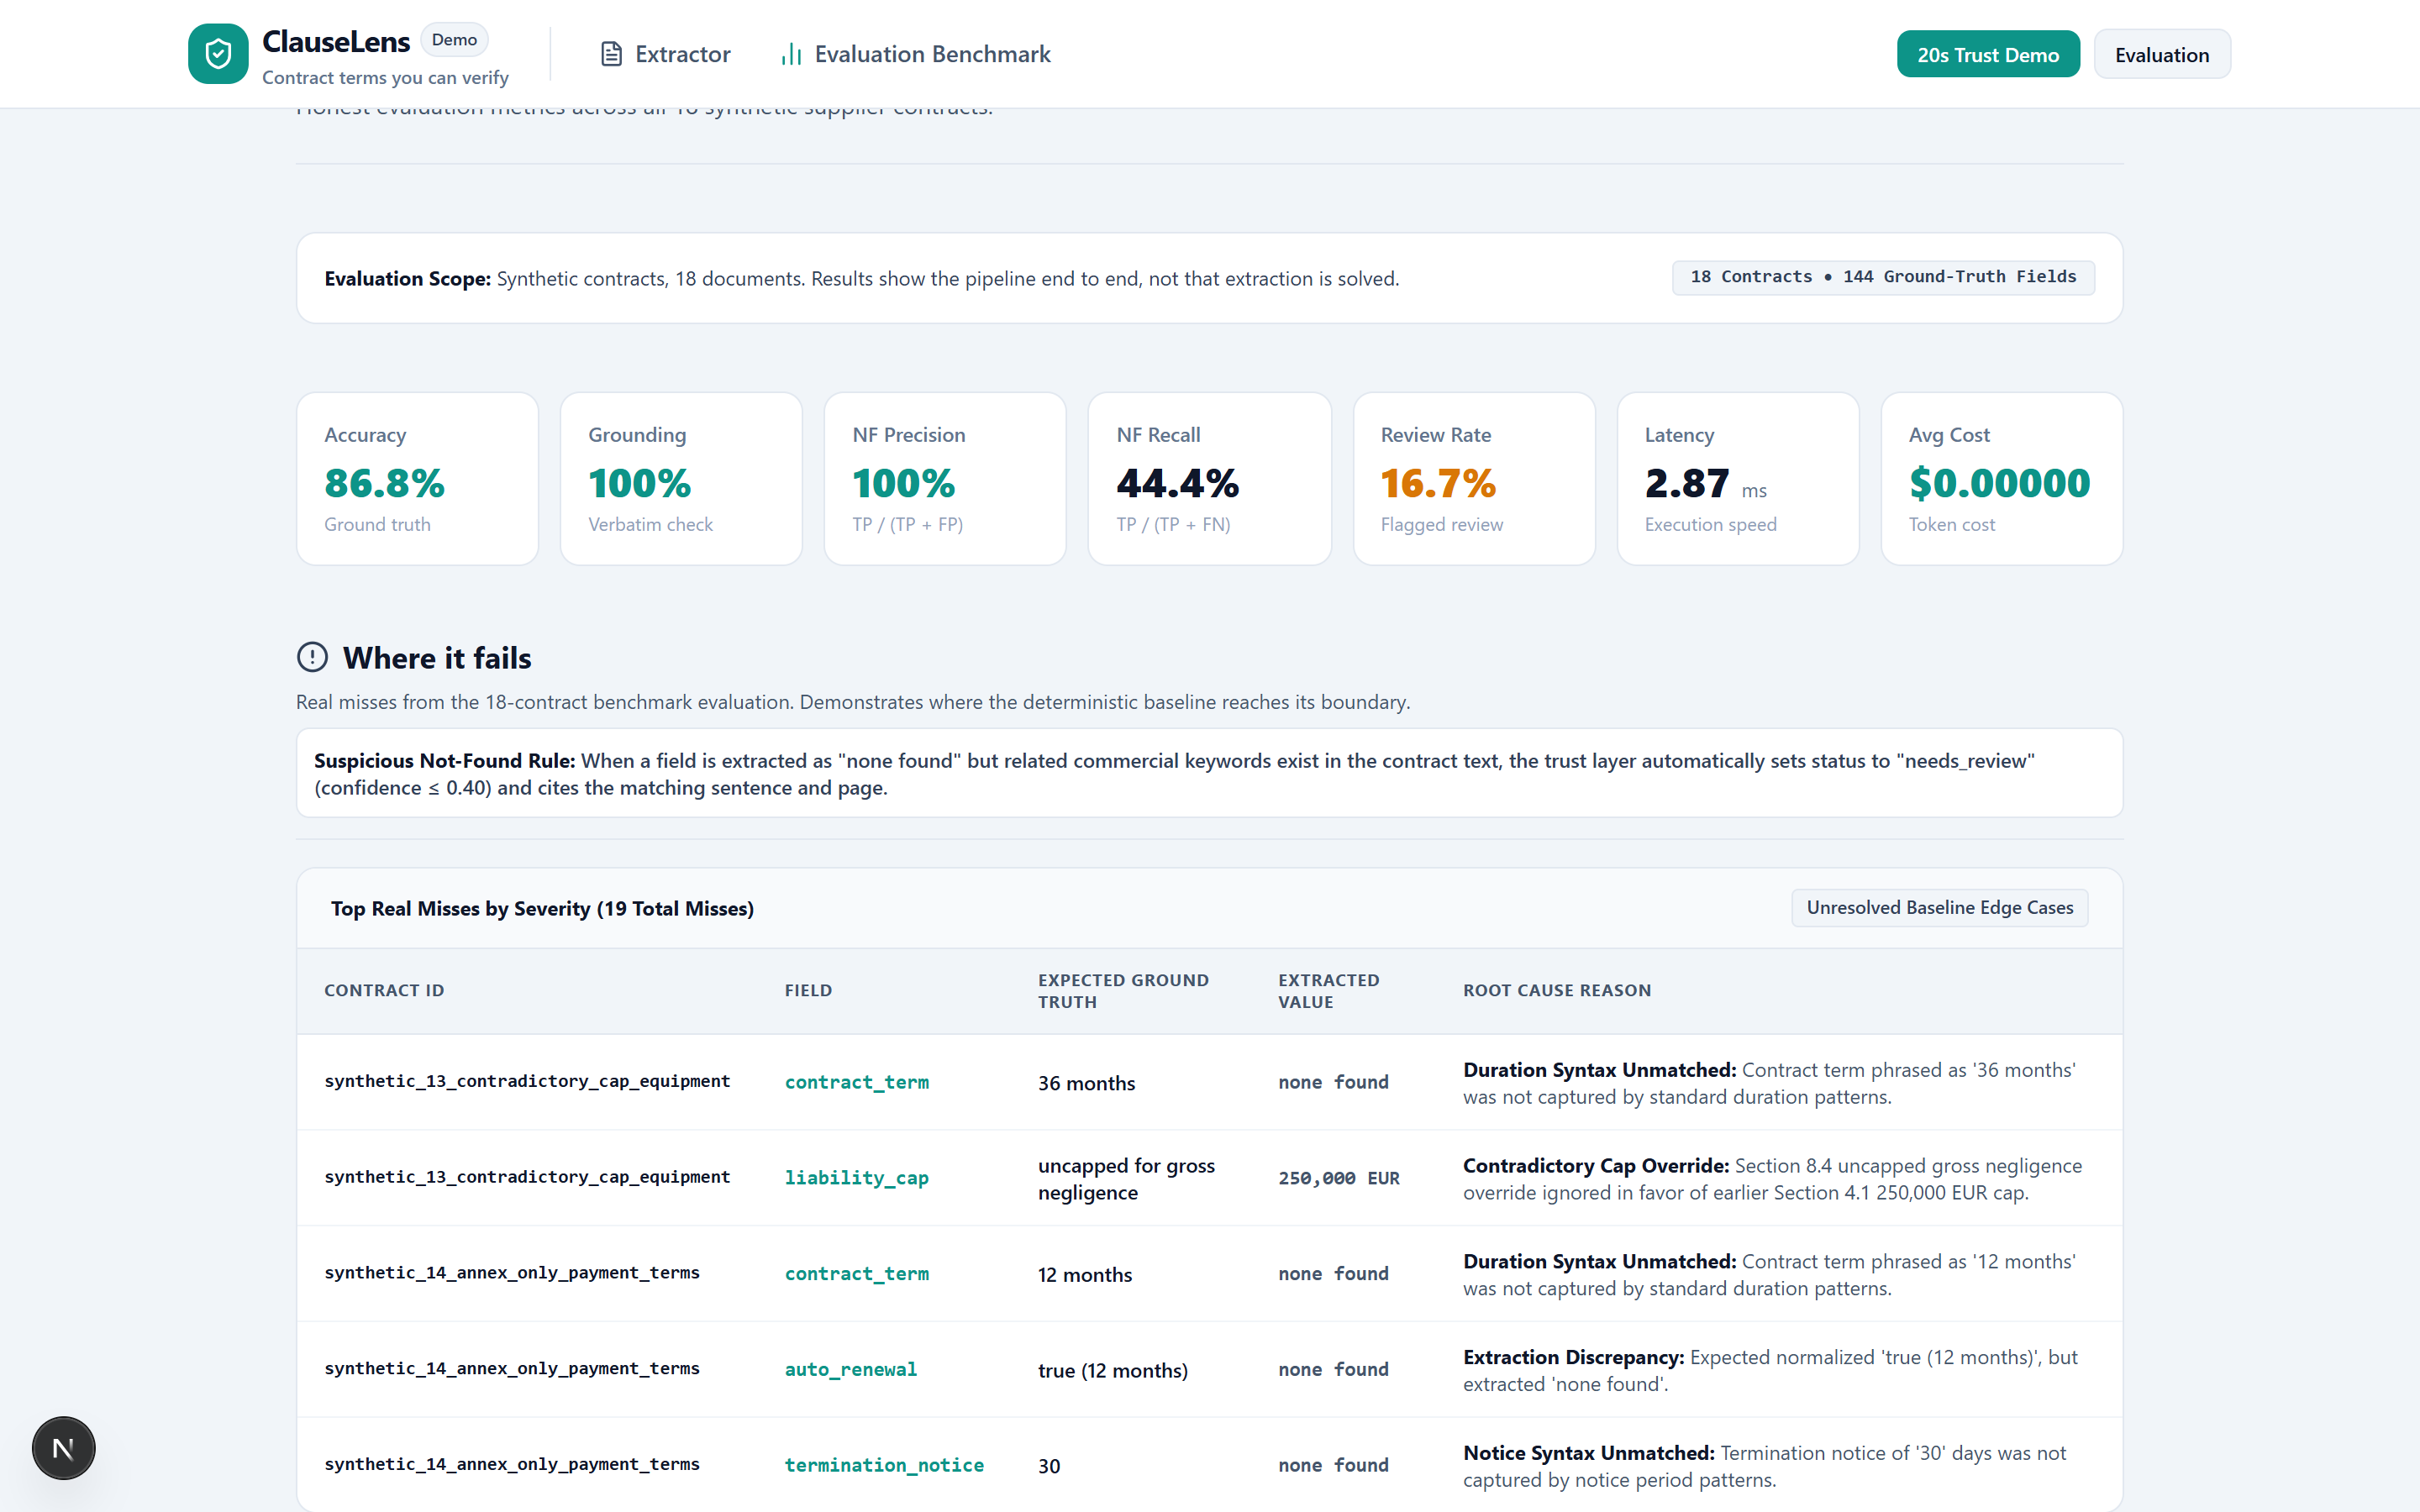 ClauseLens
Demo
Contract terms you can verify
Extractor
Evaluation Benchmark
20s Trust Demo
Evaluation
Honest evaluation metrics across all 18 synthetic supplier contracts.
Evaluation Scope: Synthetic contracts, 18 documents. Results show the pipeline end to end, not that extraction is solved.
18 Contracts • 144 Ground-Truth Fields
Accuracy
86.8%
Ground truth
Grounding
100%
Verbatim check
NF Precision
100%
TP / (TP + FP)
NF Recall
44.4%
TP / (TP + FN)
Review Rate
16.7%
Flagged review
Latency
2.87 ms
Execution speed
Avg Cost
$0.00000
Token cost
Where it fails
Real misses from the 18-contract benchmark evaluation. Demonstrates where the deterministic baseline reaches its boundary.
Suspicious Not-Found Rule: When a field is extracted as "none found" but related commercial keywords exist in the contract text, the trust layer automatically sets status to "needs_review"
(confidence ≤ 0.40) and cites the matching sentence and page.
Top Real Misses by Severity (19 Total Misses)
Unresolved Baseline Edge Cases
CONTRACT ID
FIELD
EXPECTED GROUND
TRUTH
EXTRACTED
VALUE
ROOT CAUSE REASON
synthetic_13_contradictory_cap_equipment
contract_term
36 months
none found
Duration Syntax Unmatched: Contract term phrased as '36 months'
was not captured by standard duration patterns.
synthetic_13_contradictory_cap_equipment
liability_cap
uncapped for gross
negligence
250,000 EUR
Contradictory Cap Override: Section 8.4 uncapped gross negligence
override ignored in favor of earlier Section 4.1 250,000 EUR cap.
synthetic_14_annex_only_payment_terms
contract_term
12 months
none found
Duration Syntax Unmatched: Contract term phrased as '12 months'
was not captured by standard duration patterns.
synthetic_14_annex_only_payment_terms
auto_renewal
true (12 months)
none found
Extraction Discrepancy: Expected normalized 'true (12 months)', but
extracted 'none found'.
synthetic_14_annex_only_payment_terms
termination_notice
30
none found
Notice Syntax Unmatched: Termination notice of '30' days was not
captured by notice period patterns.
N